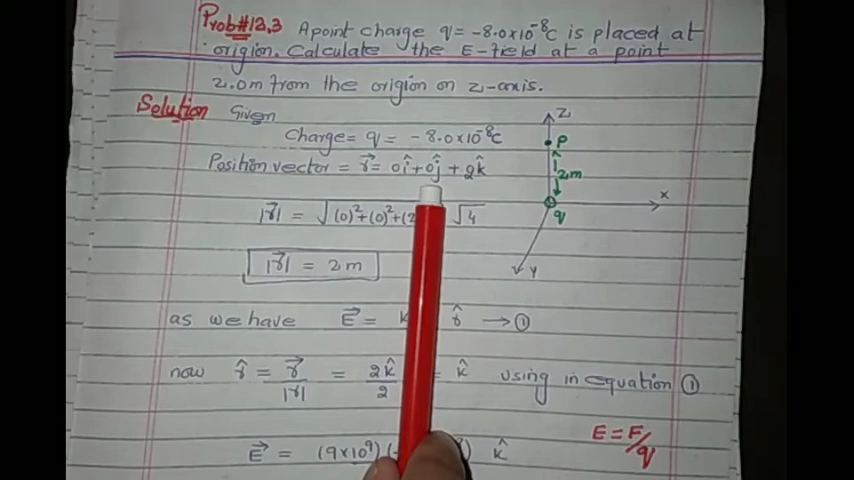 Prob#12.3 A point charge q = -8.0×10⁻⁸C is placed at
origion. Calculate the E-field at a point
2.0m from the origion on z-axis.
Solution Given
Charge = q = -8.0×10⁻⁸C
Position vector = r⃗ = 0î+0ĵ+2k̂
|r⃗| = √(0)²+(0)²+(2 √4
|r⃗| = 2m
as we have E⃗ = r̂ → ①
now r̂ = r⃗/|r⃗| = 2k̂/2 = k̂ using in equation ①
E⃗ = (9×10⁹)(- ) k̂
E = F/q
Z
P
2m
X
q
Y